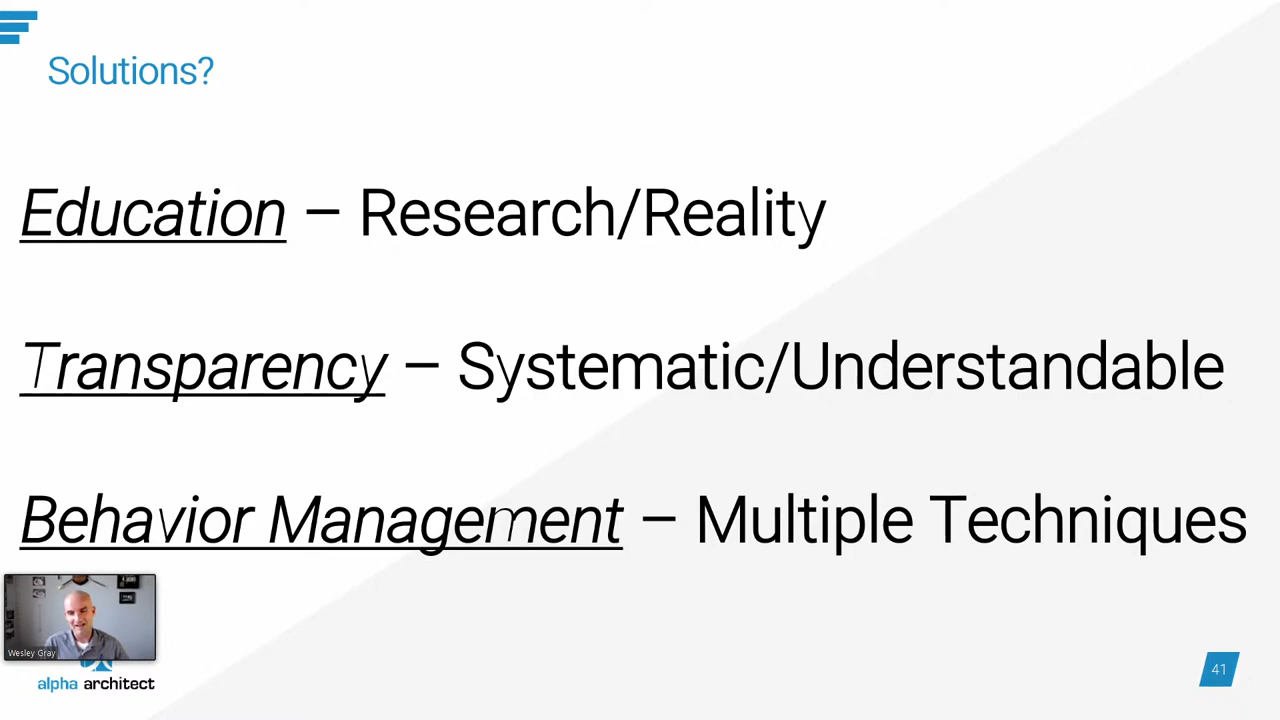 Solutions?
Education – Research/Reality
Transparency – Systematic/Understandable
Behavior Management – Multiple Techniques
Wesley Gray
alpha architect
41